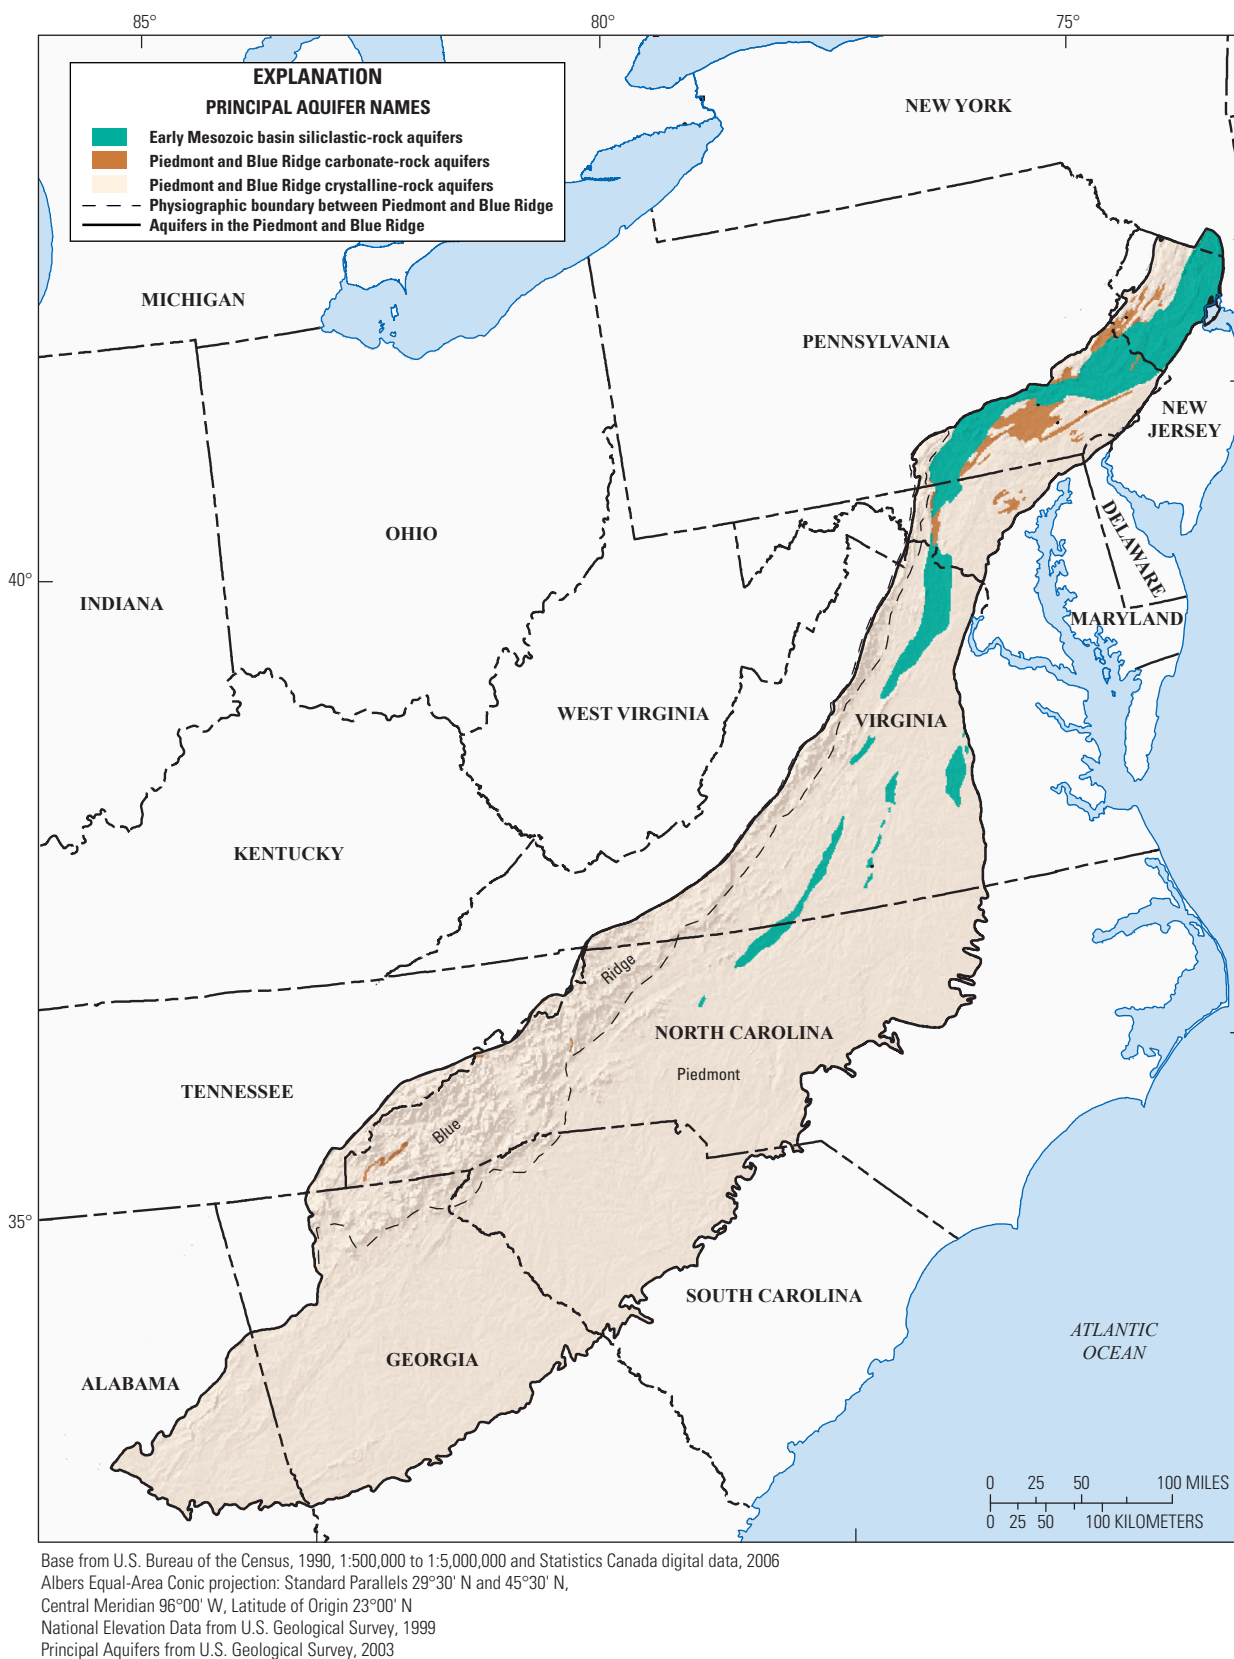 85°
80°
75°
EXPLANATION
PRINCIPAL AQUIFER NAMES
Early Mesozoic basin siliclastic-rock aquifers
Piedmont and Blue Ridge carbonate-rock aquifers
Piedmont and Blue Ridge crystalline-rock aquifers
Physiographic boundary between Piedmont and Blue Ridge
Aquifers in the Piedmont and Blue Ridge
NEW YORK
MICHIGAN
PENNSYLVANIA
NEW
JERSEY
OHIO
DELAWARE
40°
INDIANA
MARYLAND
WEST VIRGINIA
VIRGINIA
KENTUCKY
Ridge
NORTH CAROLINA
Piedmont
TENNESSEE
Blue
35°
SOUTH CAROLINA
ATLANTIC
OCEAN
GEORGIA
ALABAMA
0 25 50 100 MILES
0 25 50 100 KILOMETERS
Base from U.S. Bureau of the Census, 1990, 1:500,000 to 1:5,000,000 and Statistics Canada digital data, 2006
Albers Equal-Area Conic projection: Standard Parallels 29°30' N and 45°30' N,
Central Meridian 96°00' W, Latitude of Origin 23°00' N
National Elevation Data from U.S. Geological Survey, 1999
Principal Aquifers from U.S. Geological Survey, 2003